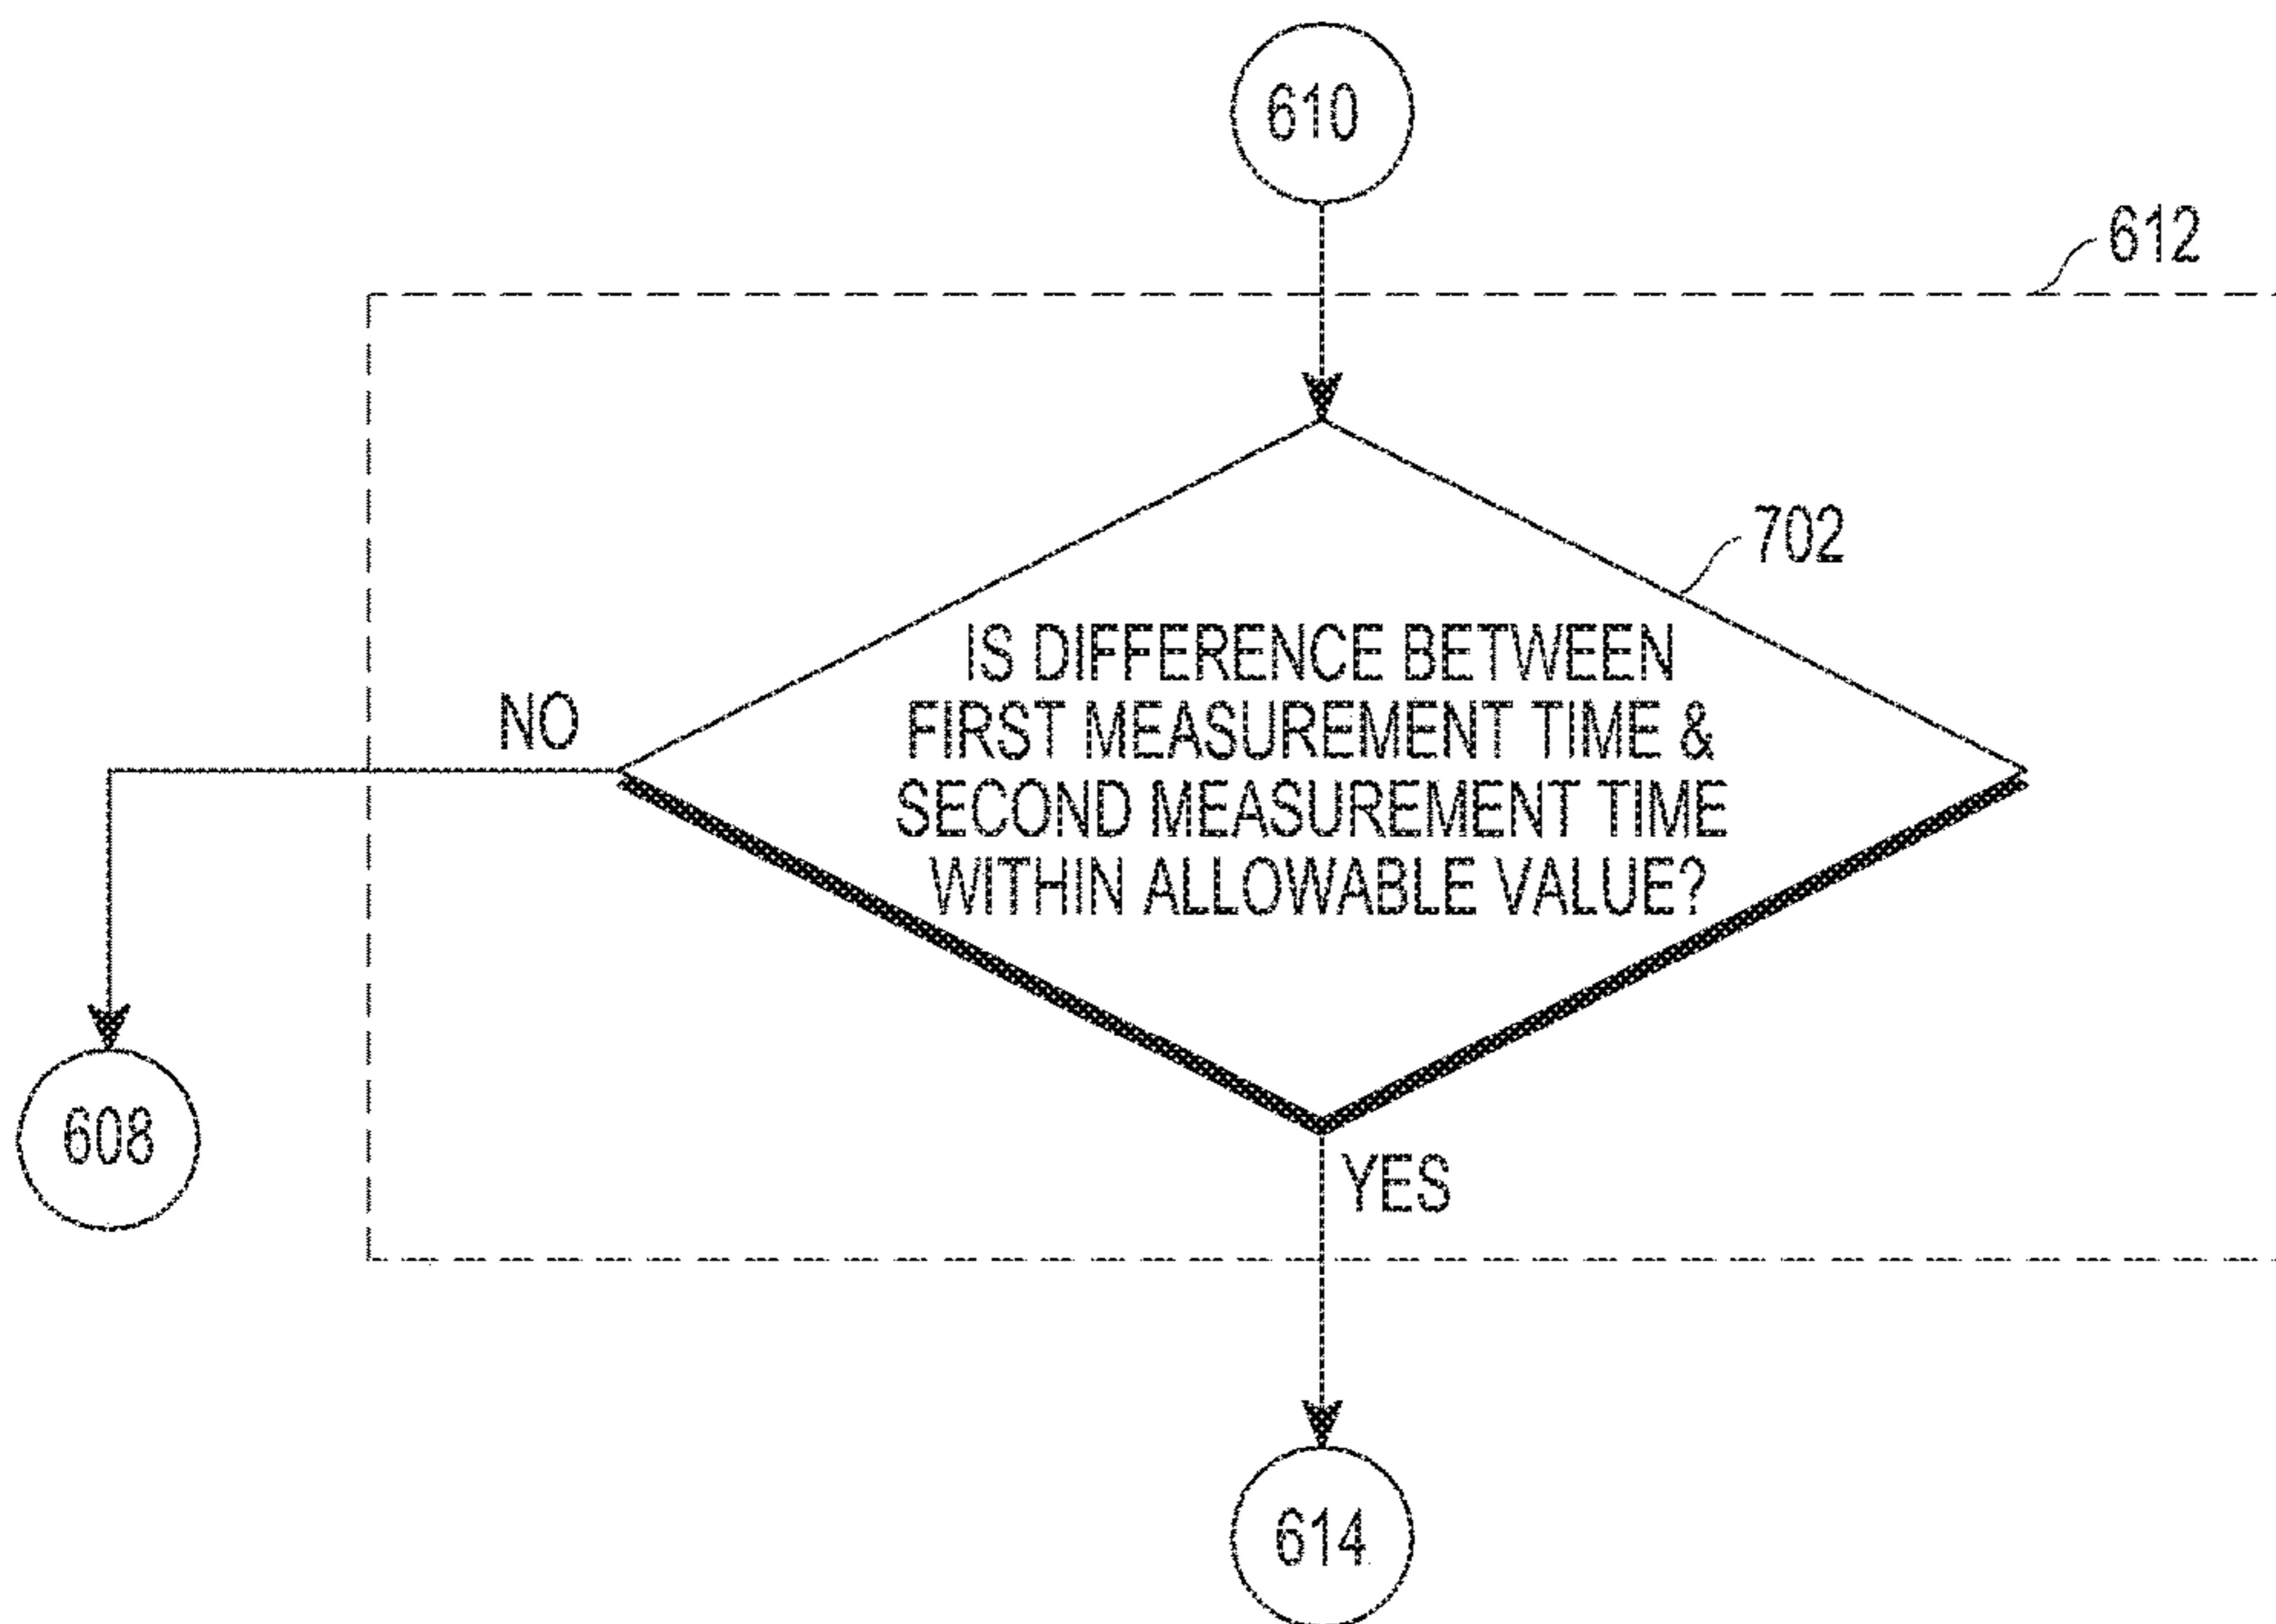 610
612
702
IS DIFFERENCE BETWEEN
FIRST MEASUREMENT TIME &
SECOND MEASUREMENT TIME
WITHIN ALLOWABLE VALUE?
NO
608
YES
614